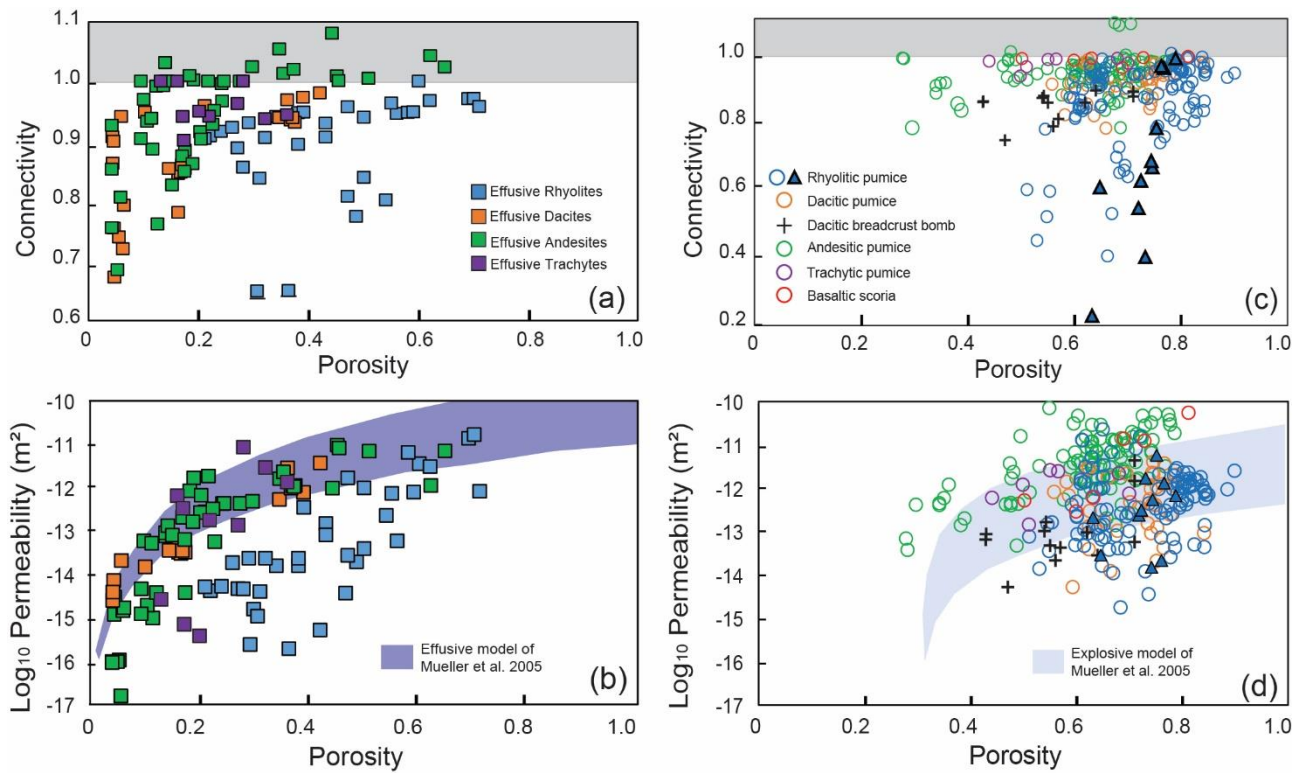 1.1
1.0
0.9
0.8
0.7
0.6
Connectivity
0 0.2 0.4 0.6 0.8 1.0
Porosity
Effusive Rhyolites
Effusive Dacites
Effusive Andesites
Effusive Trachytes
(a)
1.0
0.8
0.6
0.4
0.2
Connectivity
0 0.2 0.4 0.6 0.8 1.0
Porosity
Rhyolitic pumice
Dacitic pumice
Dacitic breadcrust bomb
Andesitic pumice
Trachytic pumice
Basaltic scoria
(c)
-10
-11
-12
-13
-14
-15
-16
-17
Log₁₀ Permeability (m²)
0 0.2 0.4 0.6 0.8 1.0
Porosity
Effusive model of
Mueller et al. 2005
(b)
-10
-11
-12
-13
-14
-15
-16
-17
Log₁₀ Permeability (m²)
0 0.2 0.4 0.6 0.8 1.0
Porosity
Explosive model of
Mueller et al. 2005
(d)